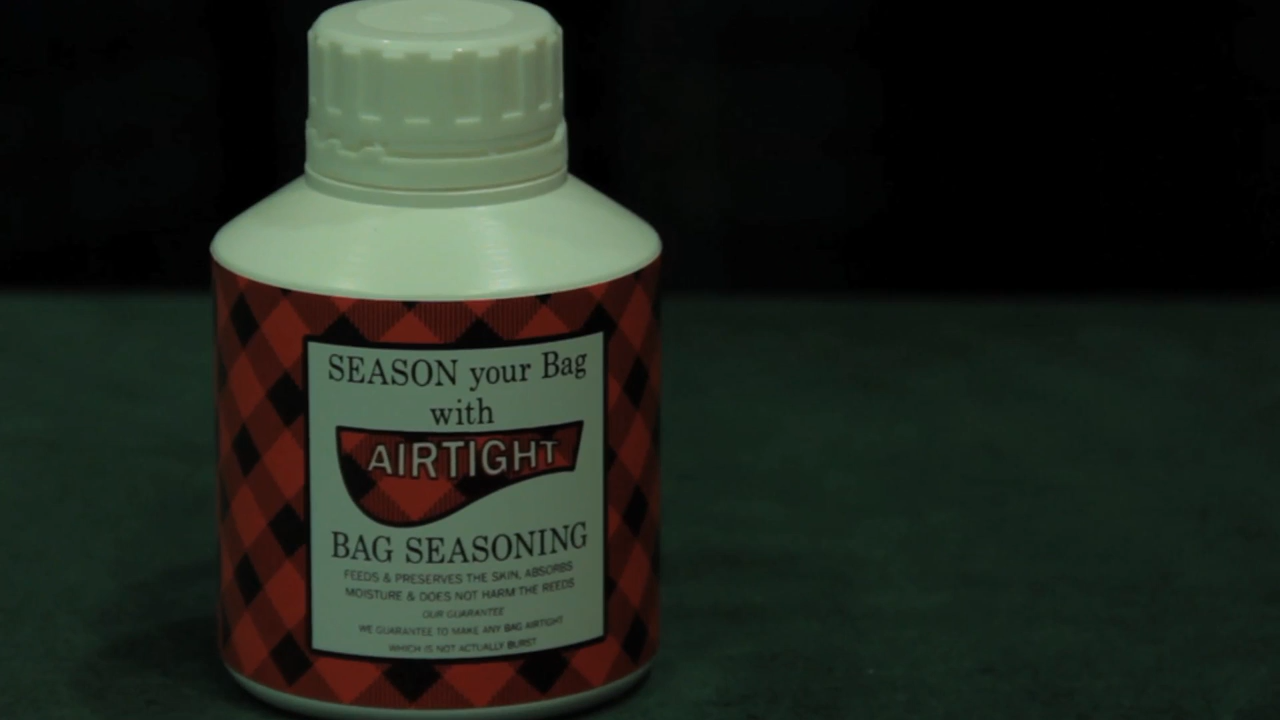 SEASON your Bag
with
AIRTIGHT
BAG SEASONING
FEEDS & PRESERVES THE SKIN, ABSORBS
MOISTURE & DOES NOT HARM THE REEDS
OUR GUARANTEE
WE GUARANTEE TO MAKE ANY BAG AIRTIGHT
WHICH IS NOT ACTUALLY BURST